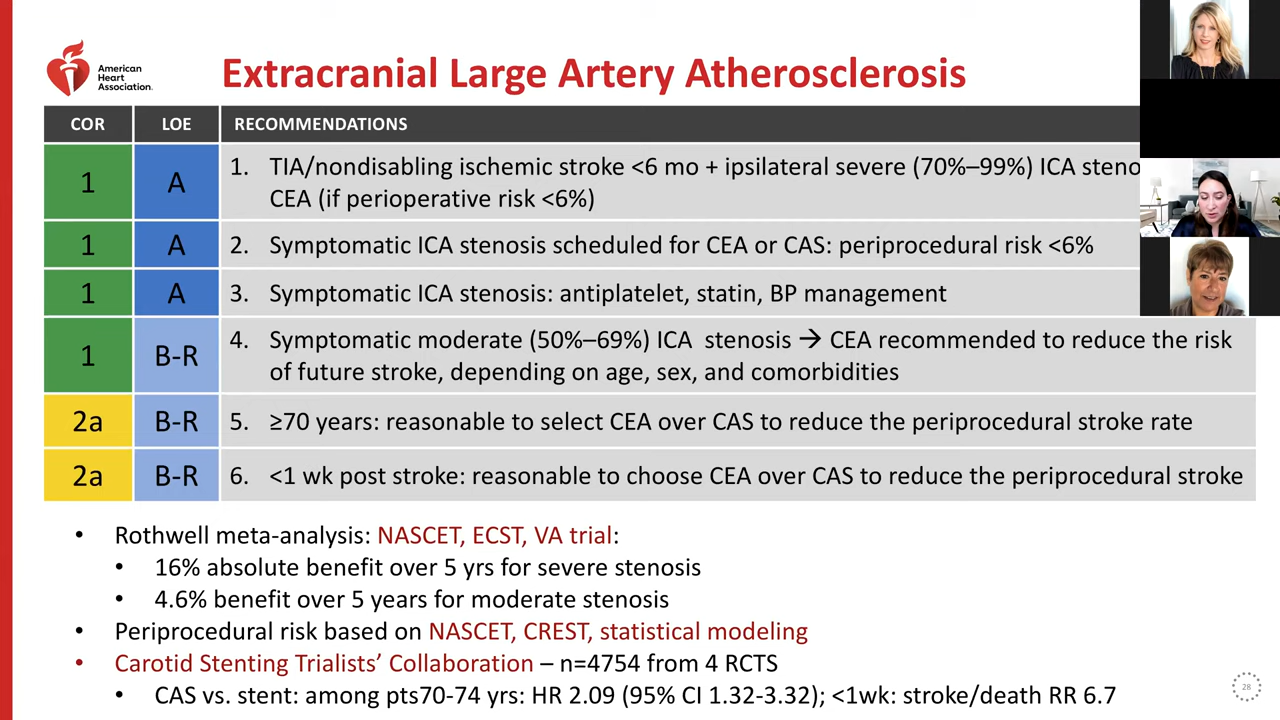 American
Heart
Association.
Extracranial Large Artery Atherosclerosis
COR LOE RECOMMENDATIONS
1 A 1. TIA/nondisabling ischemic stroke <6 mo + ipsilateral severe (70%–99%) ICA steno
CEA (if perioperative risk <6%)
1 A 2. Symptomatic ICA stenosis scheduled for CEA or CAS: periprocedural risk <6%
1 A 3. Symptomatic ICA stenosis: antiplatelet, statin, BP management
1 B-R 4. Symptomatic moderate (50%–69%) ICA stenosis → CEA recommended to reduce the risk
of future stroke, depending on age, sex, and comorbidities
2a B-R 5. ≥70 years: reasonable to select CEA over CAS to reduce the periprocedural stroke rate
2a B-R 6. <1 wk post stroke: reasonable to choose CEA over CAS to reduce the periprocedural stroke
• Rothwell meta-analysis: NASCET, ECST, VA trial:
• 16% absolute benefit over 5 yrs for severe stenosis
• 4.6% benefit over 5 years for moderate stenosis
• Periprocedural risk based on NASCET, CREST, statistical modeling
• Carotid Stenting Trialists' Collaboration – n=4754 from 4 RCTS
• CAS vs. stent: among pts70-74 yrs: HR 2.09 (95% CI 1.32-3.32); <1wk: stroke/death RR 6.7
28